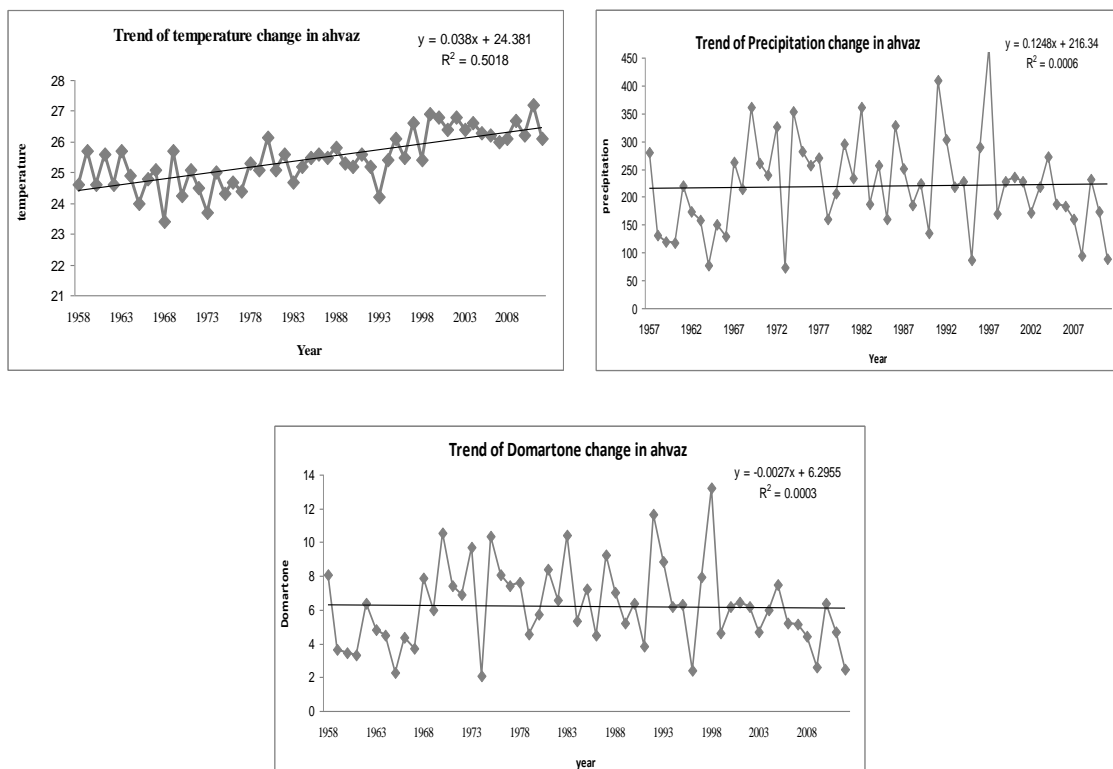 Trend of temperature change in ahvaz
y = 0.038x + 24.381
R² = 0.5018
28
27
26
25
24
23
22
21
temperature
1958 1963 1968 1973 1978 1983 1988 1993 1998 2003 2008
Year
Trend of Precipitation change in ahvaz
y = 0.1248x + 216.34
R² = 0.0006
450
400
350
300
250
200
150
100
50
0
precipitation
1957 1962 1967 1972 1977 1982 1987 1992 1997 2002 2007
Year
Trend of Domartone change in ahvaz
y = -0.0027x + 6.2955
R² = 0.0003
14
12
10
8
6
4
2
0
Domartone
1958 1963 1968 1973 1978 1983 1988 1993 1998 2003 2008
year